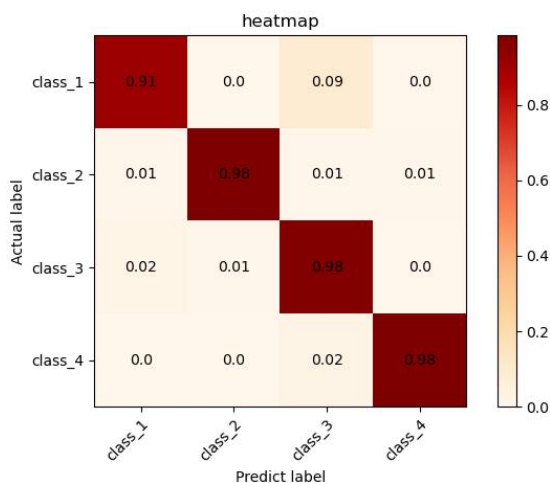 heatmap
class_1 0.91 0.0 0.09 0.0
class_2 0.01 0.98 0.01 0.01
class_3 0.02 0.01 0.98 0.0
class_4 0.0 0.0 0.02 0.98
class_1 class_2 class_3 class_4
Predict label
Actual label
0.8
0.6
0.4
0.2
0.0